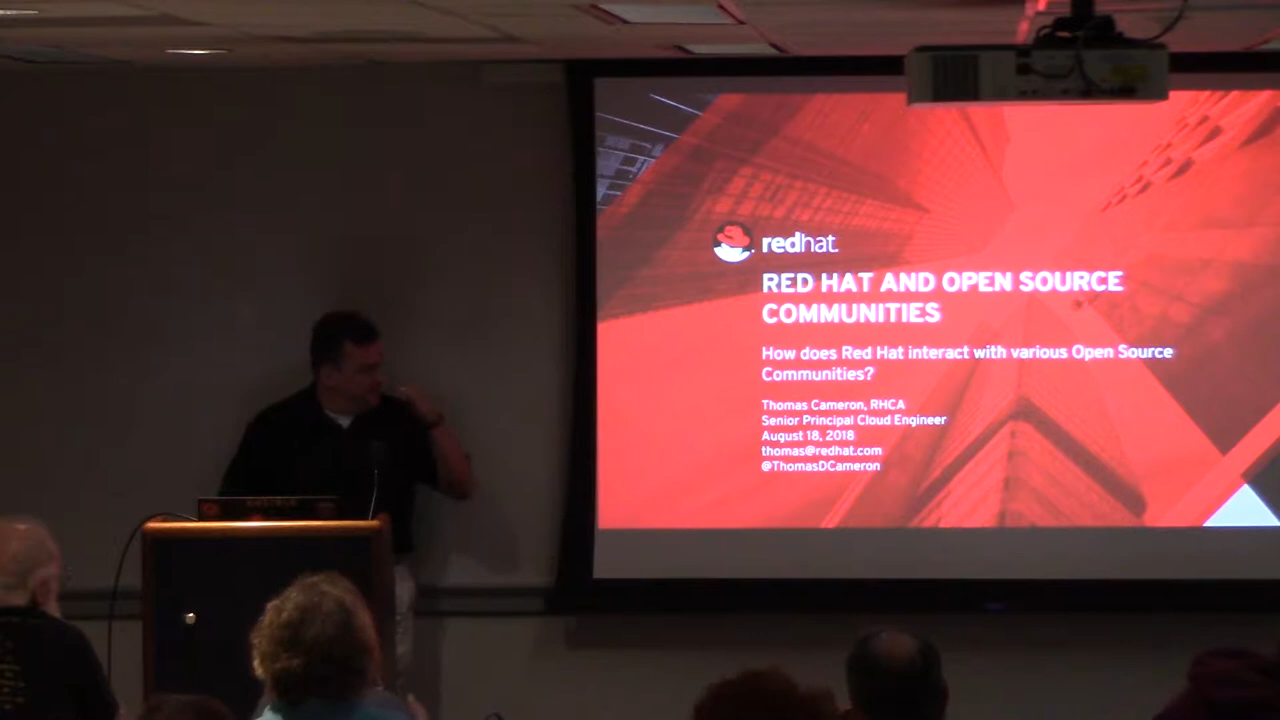 redhat.
RED HAT AND OPEN SOURCE
COMMUNITIES
How does Red Hat interact with various Open Source
Communities?
Thomas Cameron, RHCA
Senior Principal Cloud Engineer
August 18, 2018
thomas@redhat.com
@ThomasDCameron